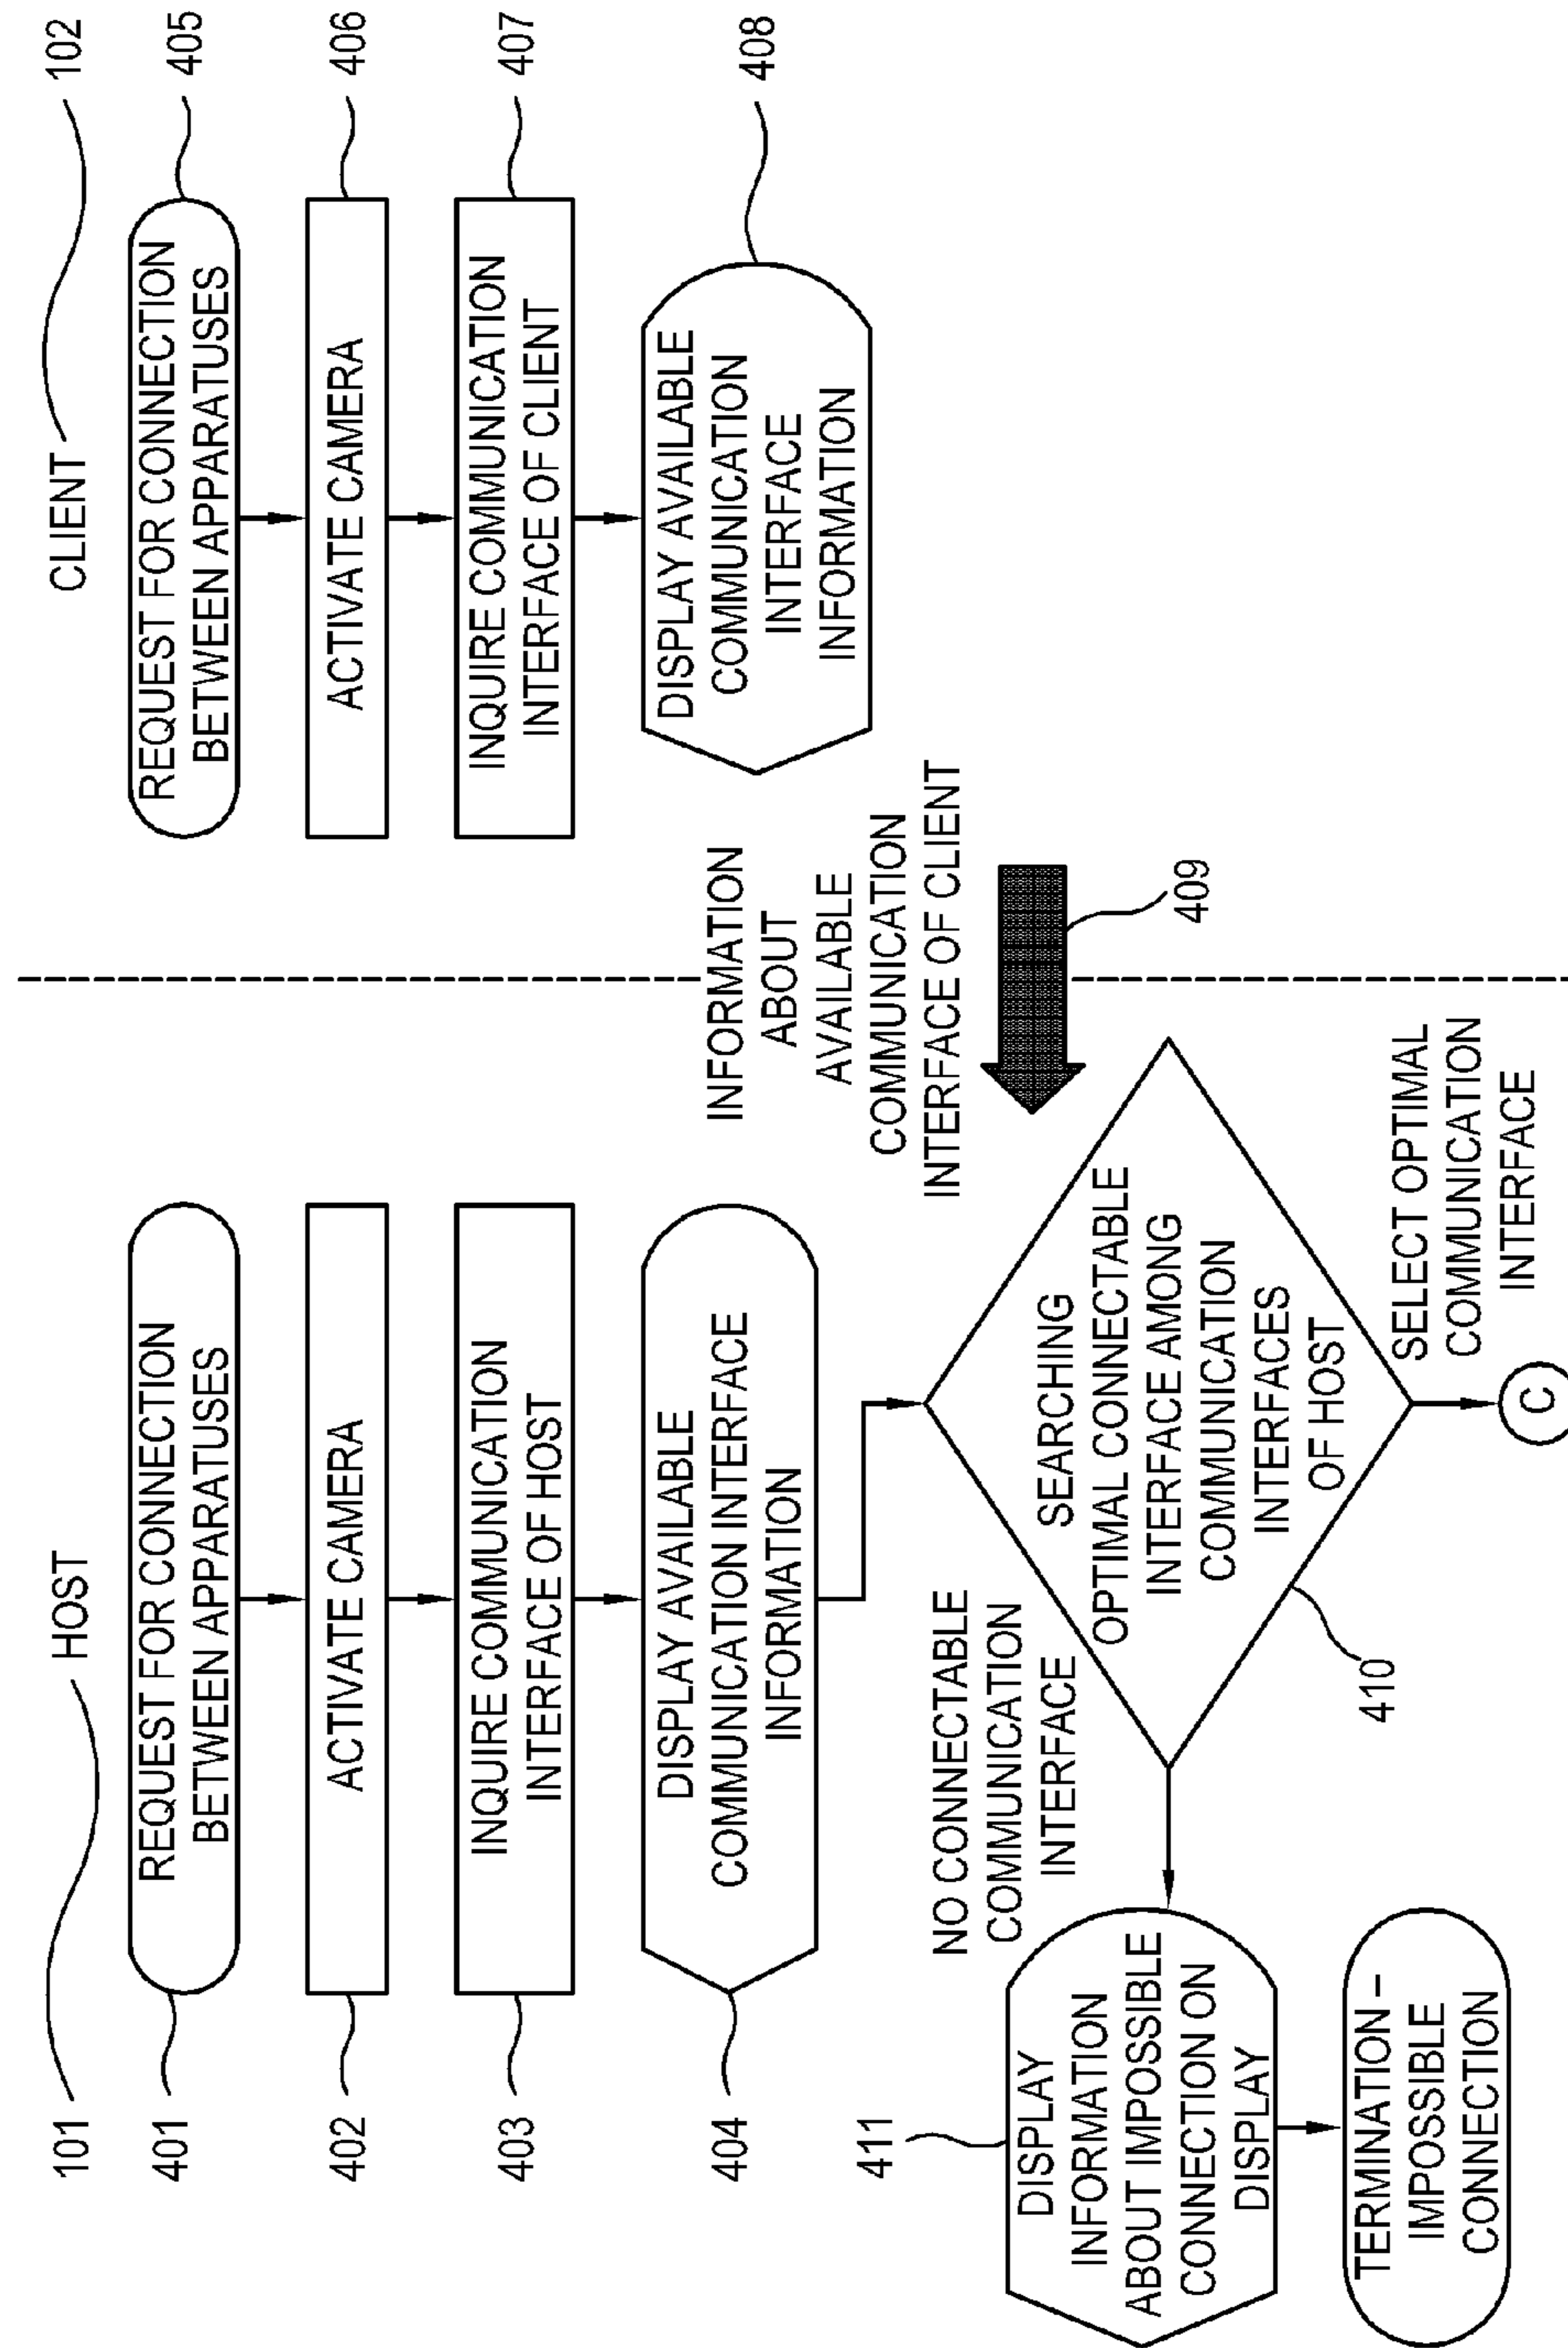 101
HOST
401
REQUEST FOR CONNECTION
BETWEEN APPARATUSES
402
ACTIVATE CAMERA
403
INQUIRE COMMUNICATION
INTERFACE OF HOST
404
DISPLAY AVAILABLE
COMMUNICATION INTERFACE
INFORMATION
CLIENT
102
REQUEST FOR CONNECTION
BETWEEN APPARATUSES
405
ACTIVATE CAMERA
406
INQUIRE COMMUNICATION
INTERFACE OF CLIENT
407
DISPLAY AVAILABLE
COMMUNICATION
INTERFACE
INFORMATION
408
INFORMATION
ABOUT
AVAILABLE
COMMUNICATION
INTERFACE OF CLIENT
409
SEARCHING
OPTIMAL CONNECTABLE
INTERFACE AMONG
COMMUNICATION
INTERFACES
OF HOST
410
NO CONNECTABLE
COMMUNICATION
INTERFACE
411
DISPLAY
INFORMATION
ABOUT IMPOSSIBLE
CONNECTION ON
DISPLAY
TERMINATION –
IMPOSSIBLE
CONNECTION
SELECT OPTIMAL
COMMUNICATION
INTERFACE
C